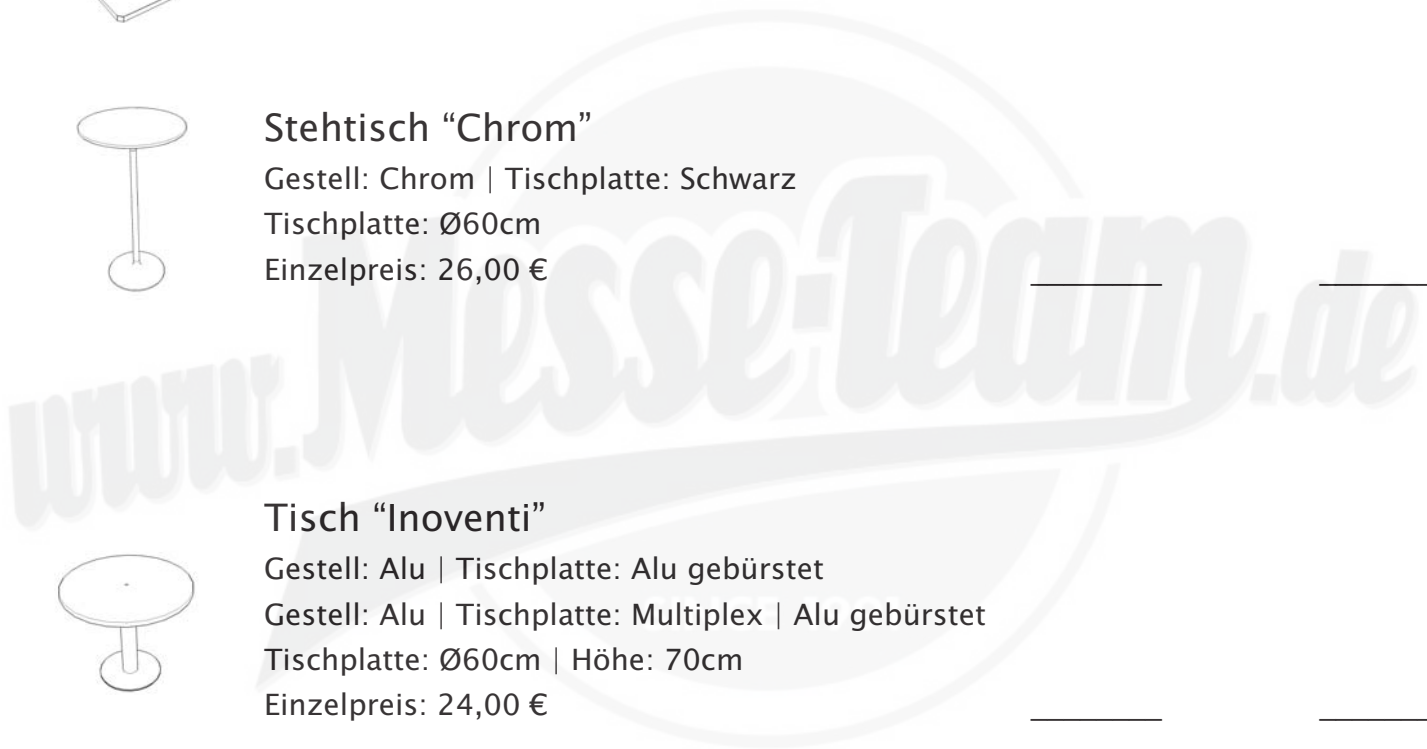 Stehtisch “Chrom”
Gestell: Chrom | Tischplatte: Schwarz
Tischplatte: Ø60cm
Einzelpreis: 26,00 €
www.Messe-Team.de
Tisch “Inoventi”
Gestell: Alu | Tischplatte: Alu gebürstet
Gestell: Alu | Tischplatte: Multiplex | Alu gebürstet
Tischplatte: Ø60cm | Höhe: 70cm
Einzelpreis: 24,00 €